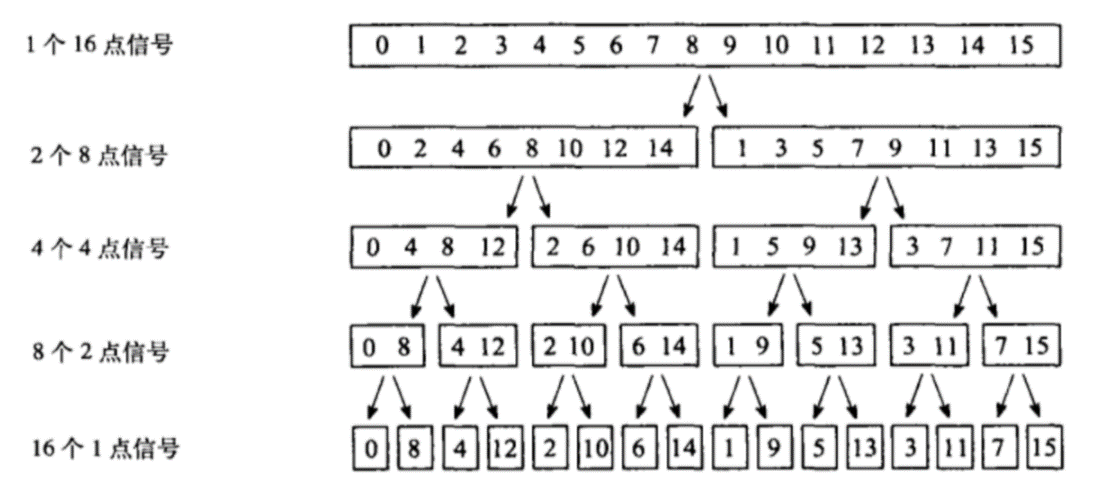 1 个 16 点信号 0 1 2 3 4 5 6 7 8 9 10 11 12 13 14 15
2 个 8 点信号 0 2 4 6 8 10 12 14 1 3 5 7 9 11 13 15
4 个 4 点信号 0 4 8 12 2 6 10 14 1 5 9 13 3 7 11 15
8 个 2 点信号 0 8 4 12 2 10 6 14 1 9 5 13 3 11 7 15
16 个 1 点信号 0 8 4 12 2 10 6 14 1 9 5 13 3 11 7 15